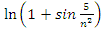 ln(1 + sin 5/n²)